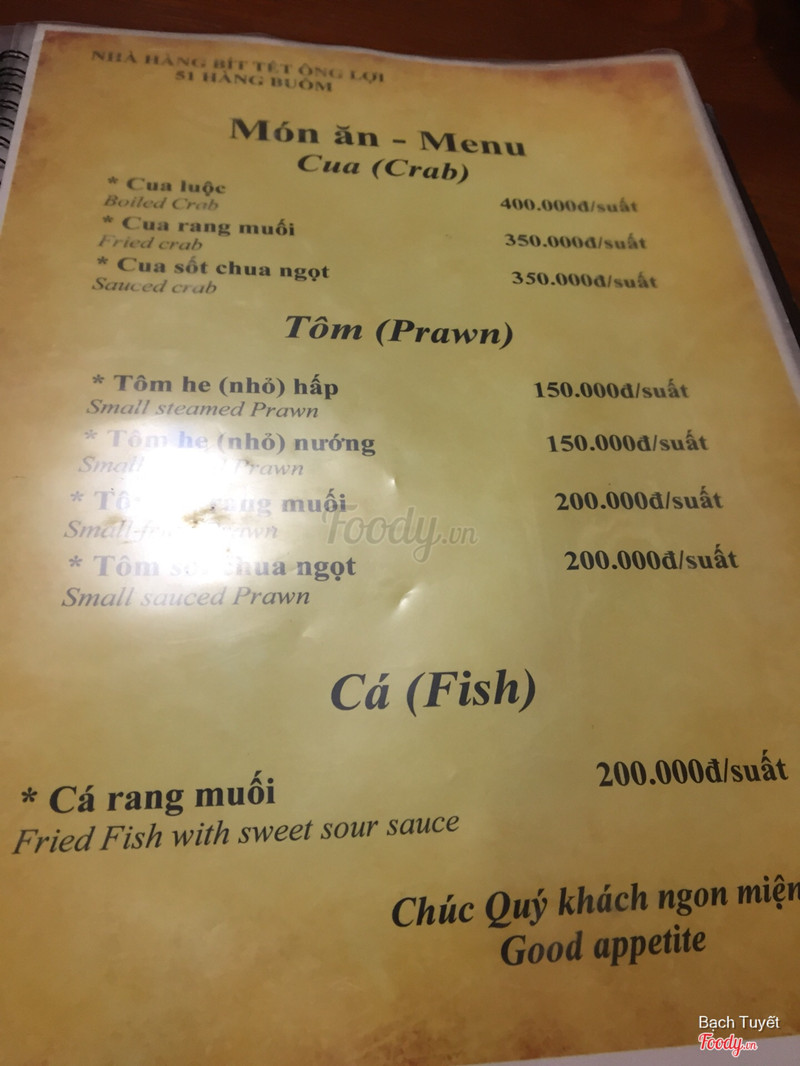 NHÀ HÀNG BÍT TẾT ÔNG LỢI
51 HÀNG BUỒM
Món ăn - Menu
Cua (Crab)
* Cua luộc
Boiled Crab
400.000đ/suất
* Cua rang muối
Fried crab
350.000đ/suất
* Cua sốt chua ngọt
Sauced crab
350.000đ/suất
Tôm (Prawn)
* Tôm he (nhỏ) hấp
Small steamed Prawn
150.000đ/suất
* Tôm he (nhỏ) nướng
Small Prawn
150.000đ/suất
* rang muối
Prawn
200.000đ/suất
* Tôm chua ngọt
Small sauced Prawn
200.000đ/suất
Foody.vn
Cá (Fish)
* Cá rang muối
Fried Fish with sweet sour sauce
200.000đ/suất
Chúc Quý khách ngon miện
Good appetite
Bạch Tuyết
Foody.vn